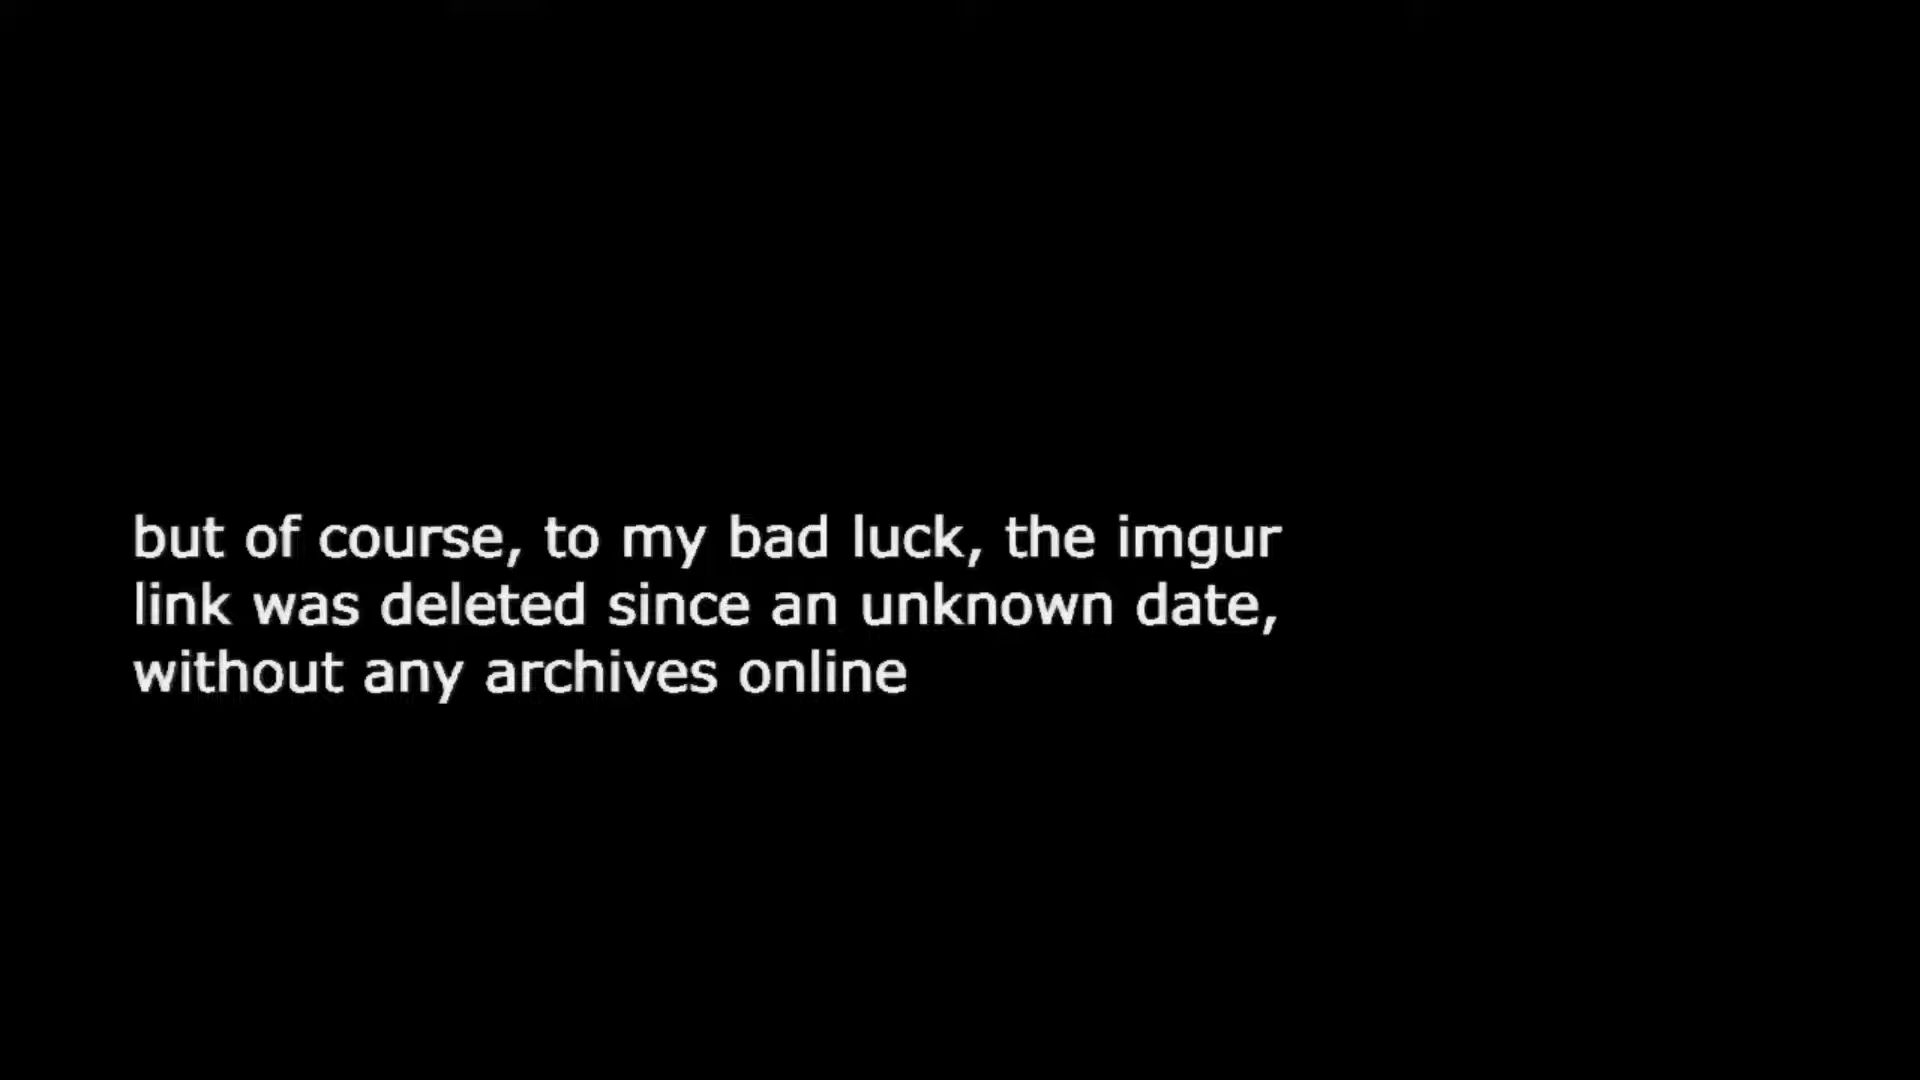 but of course, to my bad luck, the imgur
link was deleted since an unknown date,
without any archives online